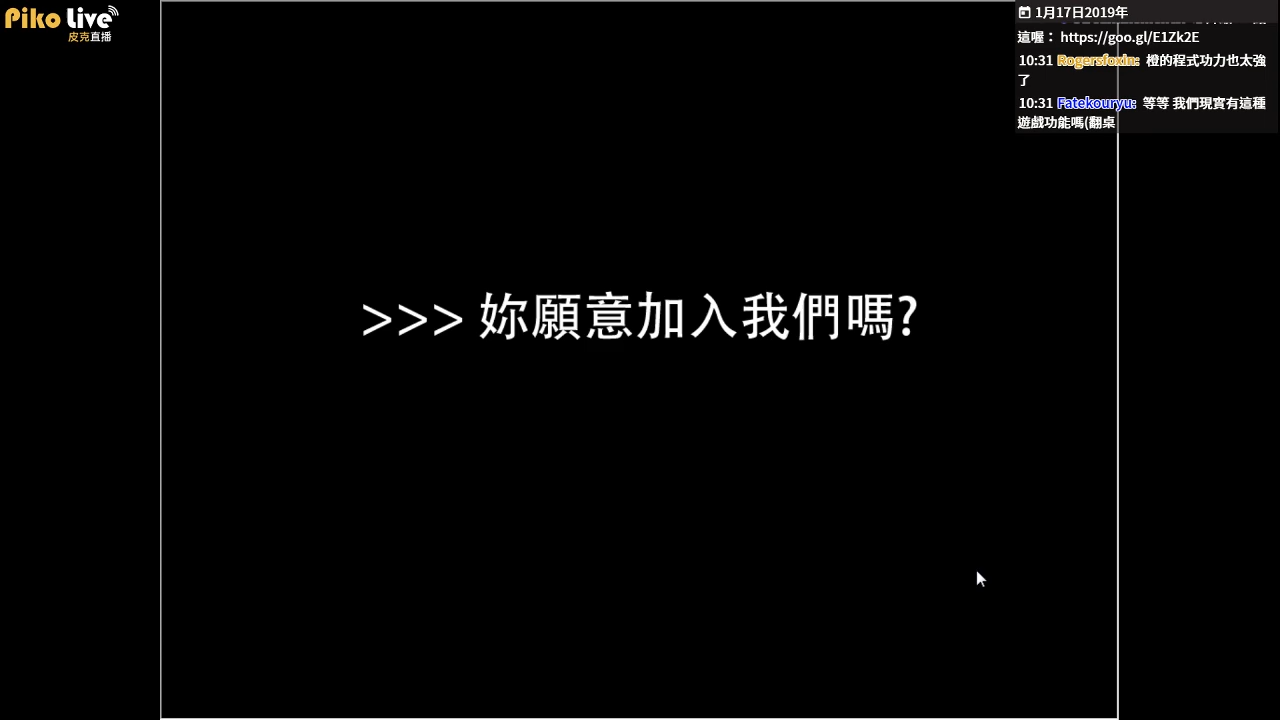 Piko Live
皮克直播
1月17日2019年
這喔： https://goo.gl/E1Zk2E
10:31 Rogersfoxin: 橙的程式功力也太強
了
10:31 Fatekouryu: 等等 我們現實有這種
遊戲功能嗎(翻桌
>>> 妳願意加入我們嗎?